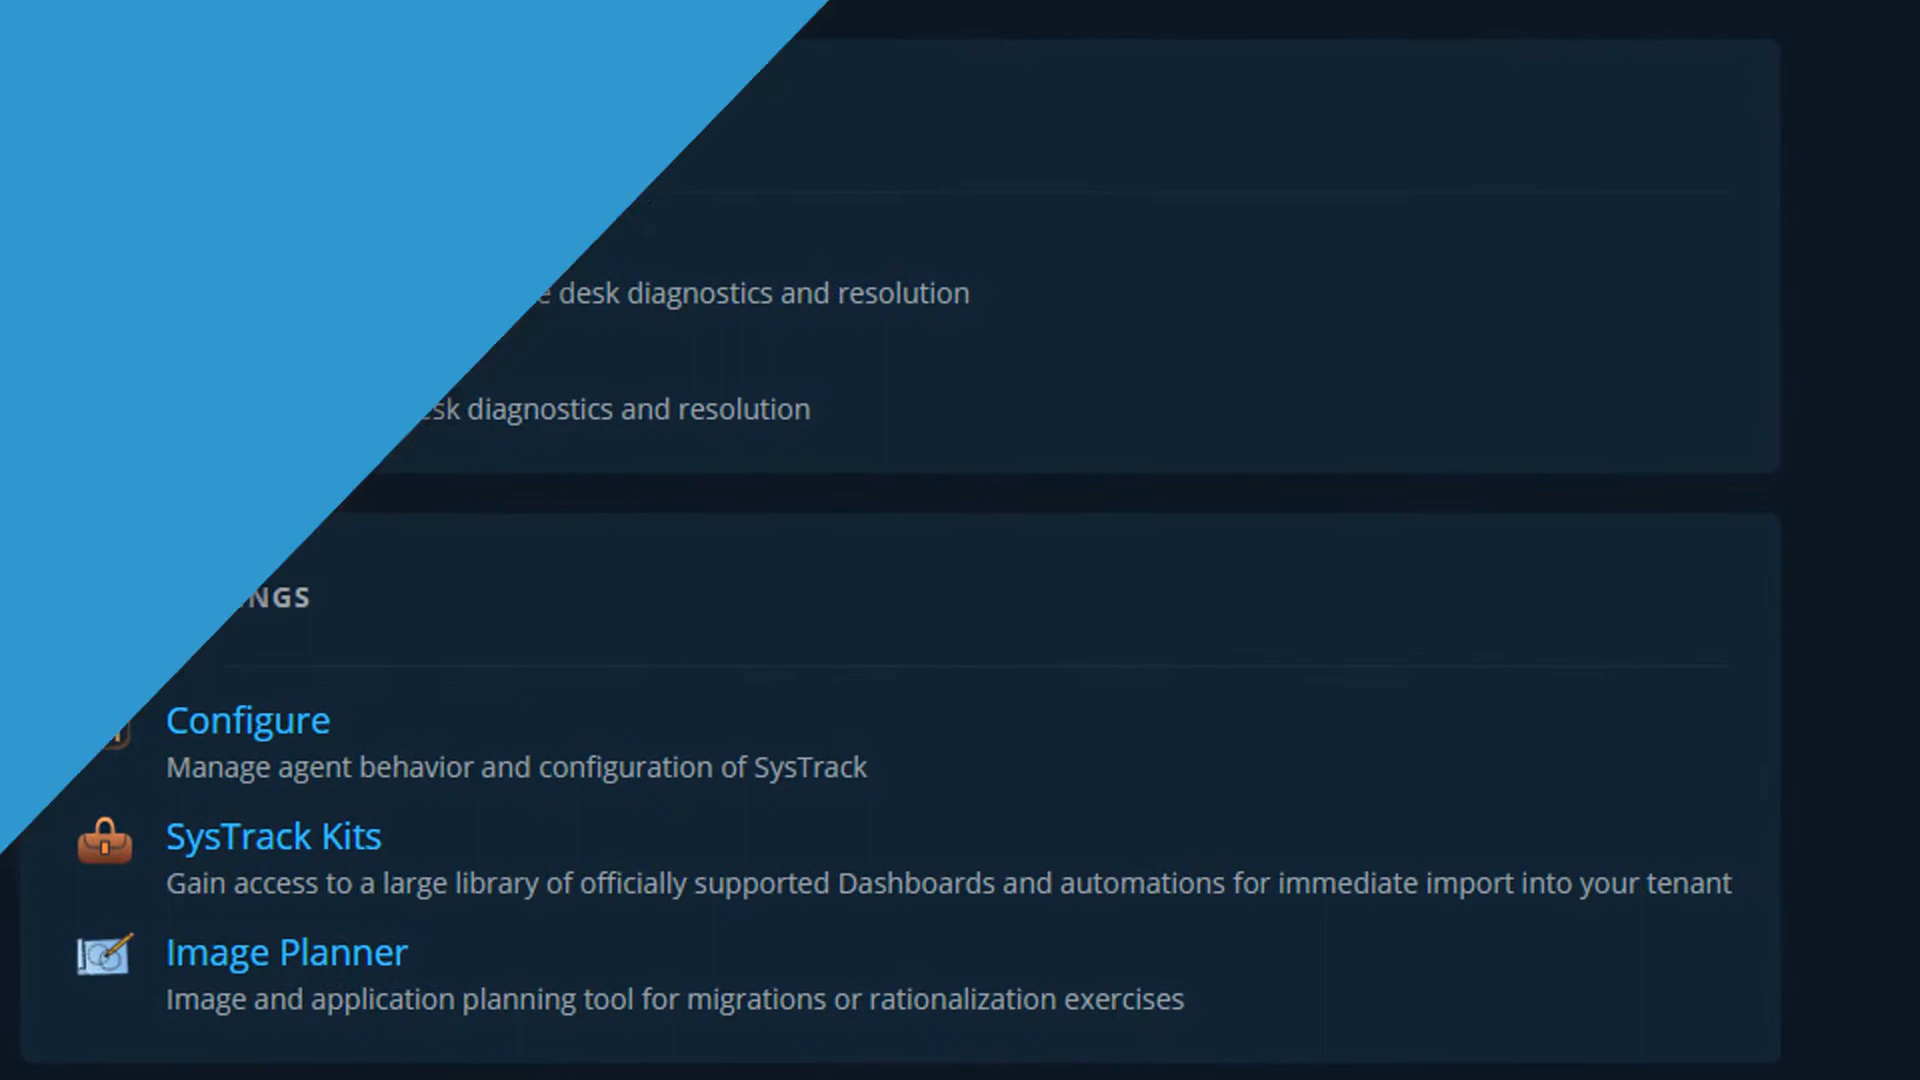 desk diagnostics and resolution
diagnostics and resolution
Configure
Manage agent behavior and configuration of SysTrack
SysTrack Kits
Gain access to a large library of officially supported Dashboards and automations for immediate import into your tenant
Image Planner
Image and application planning tool for migrations or rationalization exercises